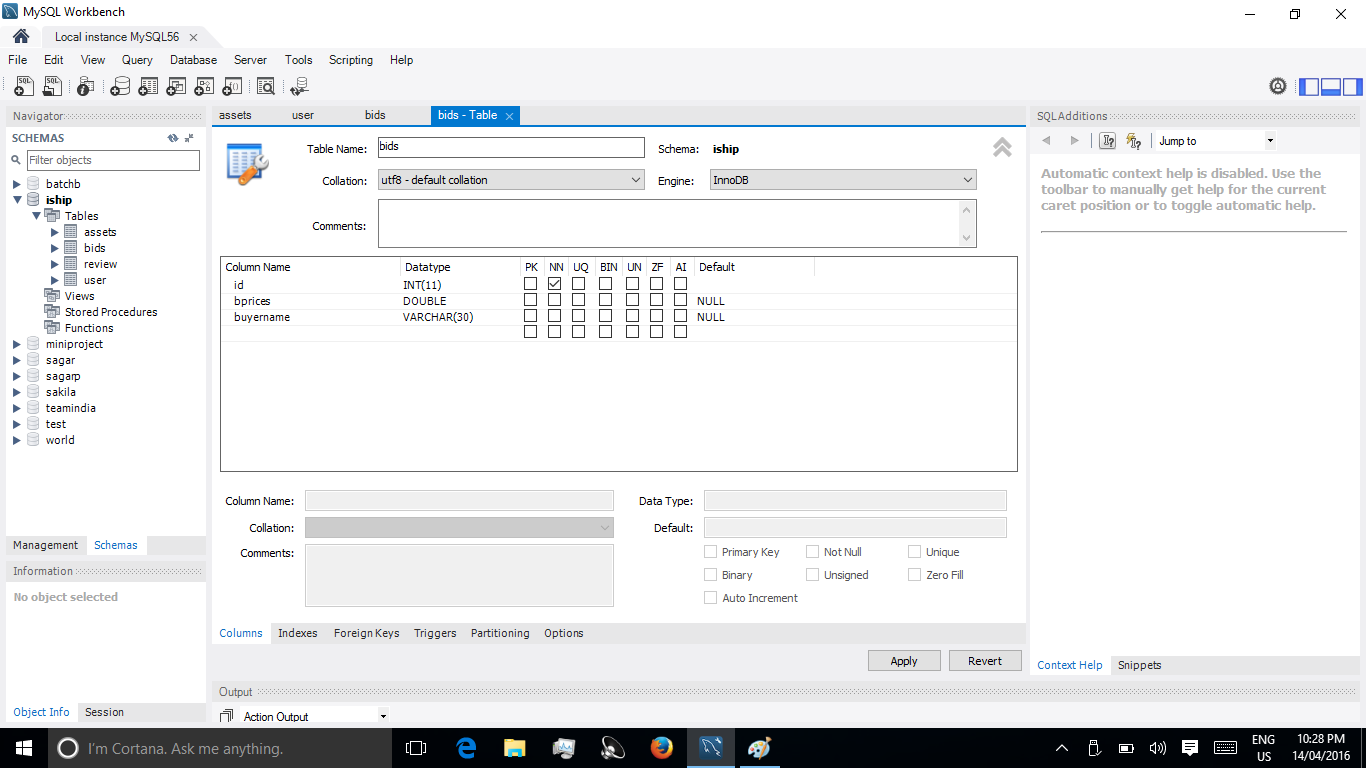 MySQL Workbench
Local instance MySQL56
File Edit View Query Database Server Tools Scripting Help
Navigator
SCHEMAS
Filter objects
batchb
iship
Tables
assets
bids
review
user
Views
Stored Procedures
Functions
miniproject
sagar
sagarp
sakila
teamindia
test
world
Management Schemas
Information
No object selected
Object Info Session
assets user bids bids - Table
Table Name: bids Schema: iship
Collation: utf8 - default collation Engine: InnoDB
Comments:
Column Name Datatype PK NN UQ BIN UN ZF AI Default
id INT(11)
bprices DOUBLE NULL
buyername VARCHAR(30) NULL
Column Name: Data Type:
Collation: Default:
Comments: Primary Key Not Null Unique
Binary Unsigned Zero Fill
Auto Increment
Columns Indexes Foreign Keys Triggers Partitioning Options
Apply Revert
Output
Action Output
SQLAdditions
Jump to
Automatic context help is disabled. Use the
toolbar to manually get help for the current
caret position or to toggle automatic help.
Context Help Snippets
I'm Cortana. Ask me anything.
ENG
US
10:28 PM
14/04/2016